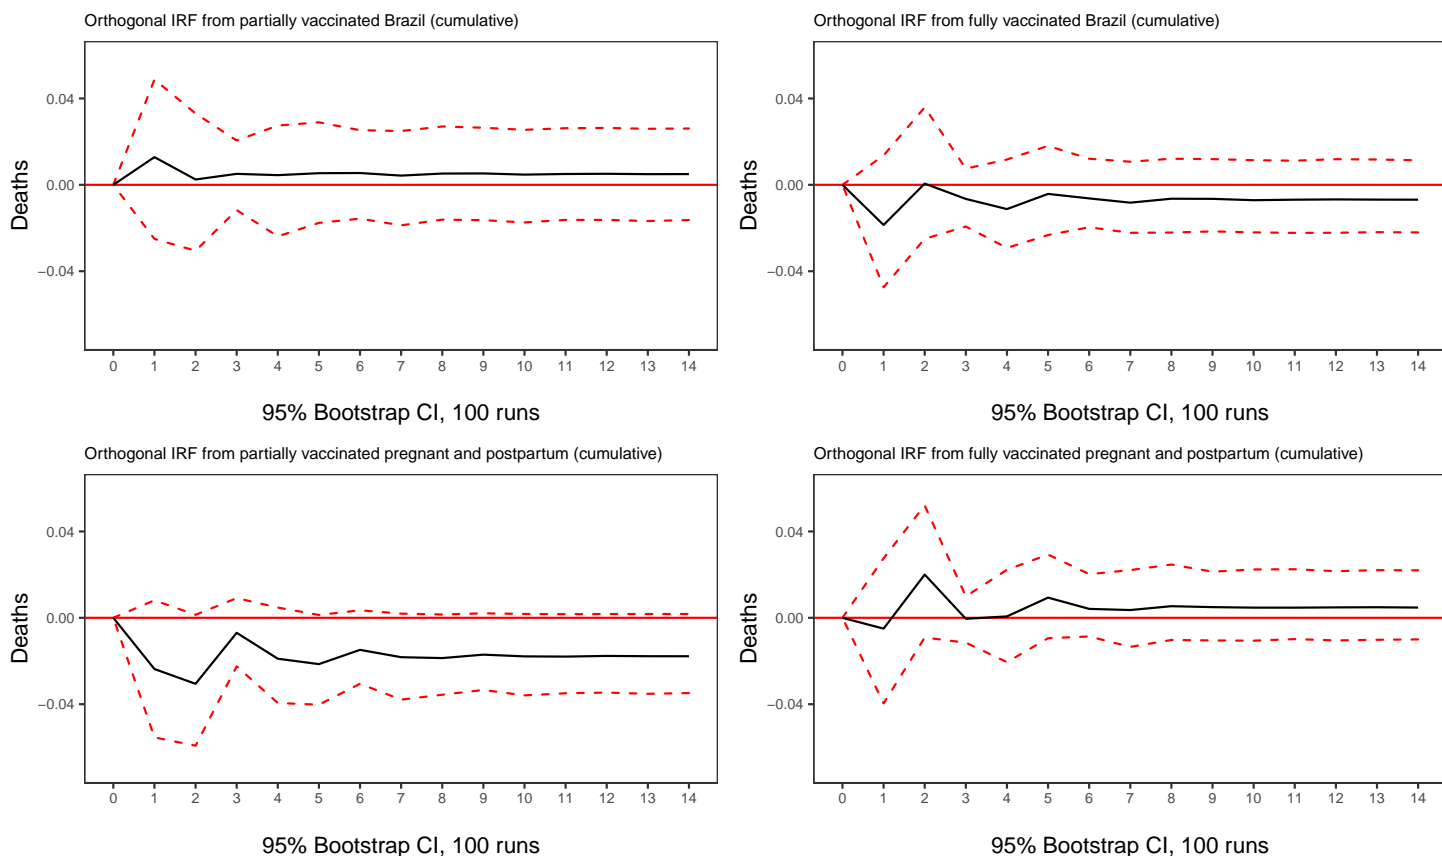 Orthogonal IRF from partially vaccinated Brazil (cumulative)
Deaths
0.04
0.00
−0.04
0 1 2 3 4 5 6 7 8 9 10 11 12 13 14
95% Bootstrap CI, 100 runs
Orthogonal IRF from fully vaccinated Brazil (cumulative)
Deaths
0.04
0.00
−0.04
0 1 2 3 4 5 6 7 8 9 10 11 12 13 14
95% Bootstrap CI, 100 runs
Orthogonal IRF from partially vaccinated pregnant and postpartum (cumulative)
Deaths
0.04
0.00
−0.04
0 1 2 3 4 5 6 7 8 9 10 11 12 13 14
95% Bootstrap CI, 100 runs
Orthogonal IRF from fully vaccinated pregnant and postpartum (cumulative)
Deaths
0.04
0.00
−0.04
0 1 2 3 4 5 6 7 8 9 10 11 12 13 14
95% Bootstrap CI, 100 runs